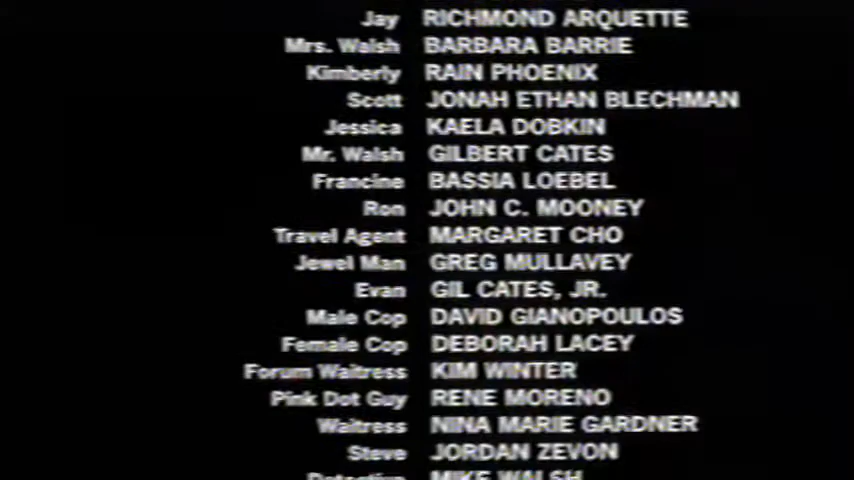 Jay RICHMOND ARQUETTE
Mrs. Walsh BARBARA BARRIE
Kimberly RAIN PHOENIX
Scott JONAH ETHAN BLECHMAN
Jessica KAELA DOBKIN
Mr. Walsh GILBERT CATES
Francine BASSIA LOEBEL
Ron JOHN C. MOONEY
Travel Agent MARGARET CHO
Jewel Man GREG MULLAVEY
Evan GIL CATES, JR.
Male Cop DAVID GIANOPOULOS
Female Cop DEBORAH LACEY
Forum Waitress KIM WINTER
Pink Dot Guy RENE MORENO
Waitress NINA MARIE GARDNER
Steve JORDAN ZEVON
Detective MIKE WALSH